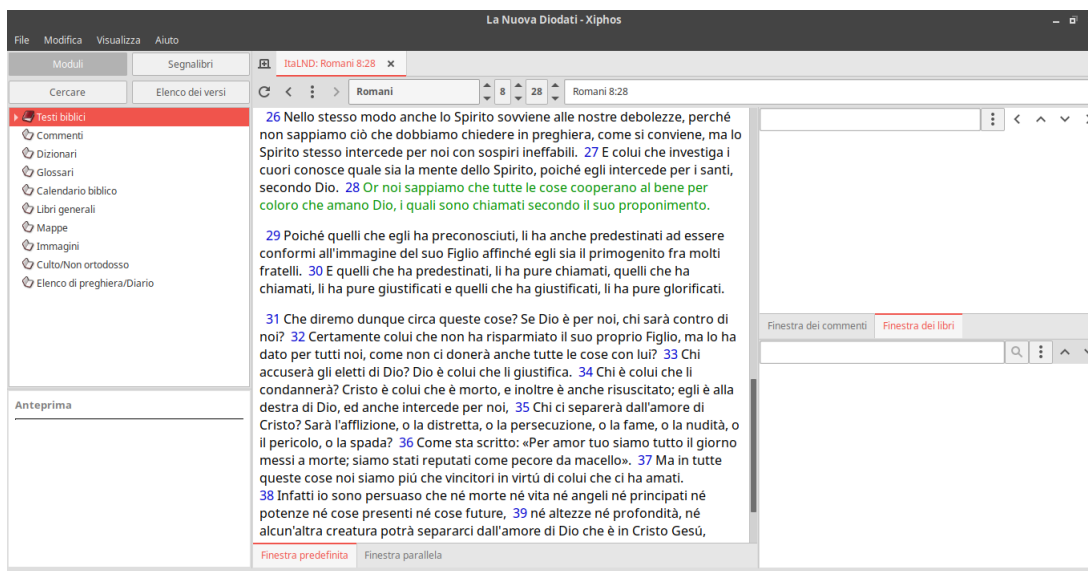 La Nuova Diodati - Xiphos
File Modifica Visualizza Aiuto
Moduli Segnalibri
Cercare Elenco dei versi
Testi biblici
Commenti
Dizionari
Glossari
Calendario biblico
Libri generali
Mappe
Immagini
Culto/Non ortodosso
Elenco di preghiera/Diario
Anteprima
ItaLND: Romani 8:28
Romani 8 28 Romani 8:28
26 Nello stesso modo anche lo Spirito sovviene alle nostre debolezze, perché
non sappiamo ciò che dobbiamo chiedere in preghiera, come si conviene, ma lo
Spirito stesso intercede per noi con sospiri ineffabili. 27 E colui che investiga i
cuori conosce quale sia la mente dello Spirito, poiché egli intercede per i santi,
secondo Dio. 28 Or noi sappiamo che tutte le cose cooperano al bene per
coloro che amano Dio, i quali sono chiamati secondo il suo proponimento.
29 Poiché quelli che egli ha preconosciuti, li ha anche predestinati ad essere
conformi all'immagine del suo Figlio affinché egli sia il primogenito fra molti
fratelli. 30 E quelli che ha predestinati, li ha pure chiamati, quelli che ha
chiamati, li ha pure giustificati e quelli che ha giustificati, li ha pure glorificati.
31 Che diremo dunque circa queste cose? Se Dio è per noi, chi sarà contro di
noi? 32 Certamente colui che non ha risparmiato il suo proprio Figlio, ma lo ha
dato per tutti noi, come non ci donerà anche tutte le cose con lui? 33 Chi
accuserà gli eletti di Dio? Dio è colui che li giustifica. 34 Chi è colui che li
condannerà? Cristo è colui che è morto, e inoltre è anche risuscitato; egli è alla
destra di Dio, ed anche intercede per noi, 35 Chi ci separerà dall'amore di
Cristo? Sarà l'afflizione, o la distretta, o la persecuzione, o la fame, o la nudità, o
il pericolo, o la spada? 36 Come sta scritto: «Per amor tuo siamo tutto il giorno
messi a morte; siamo stati reputati come pecore da macello». 37 Ma in tutte
queste cose noi siamo piú che vincitori in virtú di colui che ci ha amati.
38 Infatti io sono persuaso che né morte né vita né angeli né principati né
potenze né cose presenti né cose future, 39 né altezze né profondità, né
alcun'altra creatura potrà separarci dall'amore di Dio che è in Cristo Gesú,
Finestra predefinita Finestra parallela
Finestra dei commenti Finestra dei libri